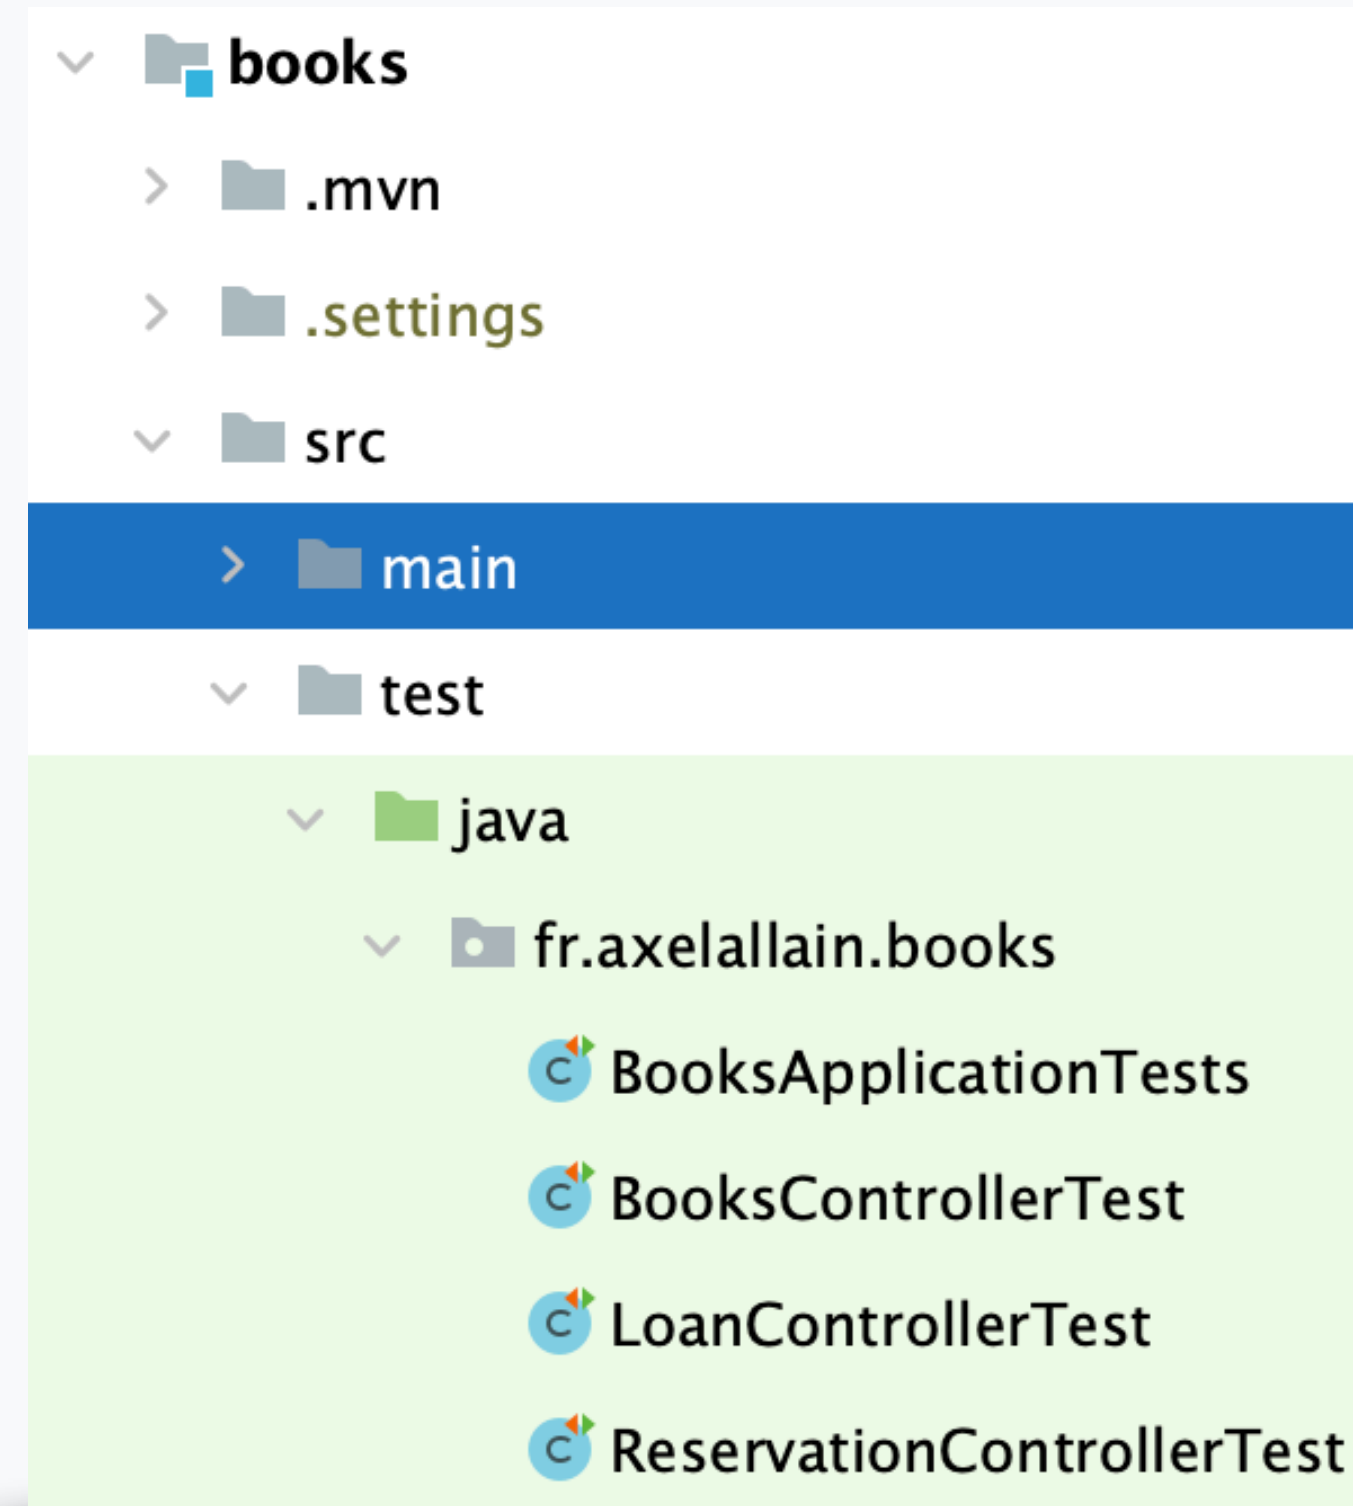 books
.mvn
.settings
src
main
test
java
fr.axelallain.books
C BooksApplicationTests
C BooksControllerTest
C LoanControllerTest
C ReservationControllerTest